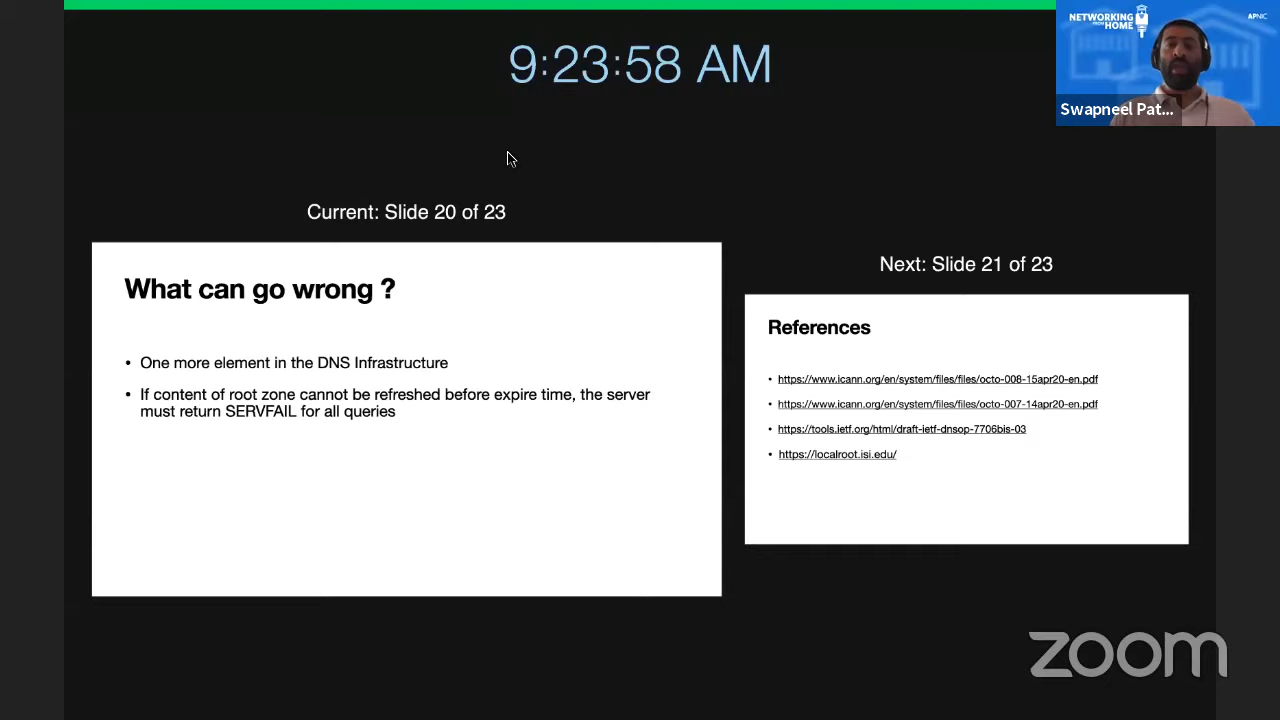 9:23:58 AM
NETWORKING
FROM
HOME
APNIC
Swapneel Pat...
Current: Slide 20 of 23
What can go wrong ?
• One more element in the DNS Infrastructure
• If content of root zone cannot be refreshed before expire time, the server
must return SERVFAIL for all queries
Next: Slide 21 of 23
References
• https://www.icann.org/en/system/files/files/octo-008-15apr20-en.pdf
• https://www.icann.org/en/system/files/files/octo-007-14apr20-en.pdf
• https://tools.ietf.org/html/draft-ietf-dnsop-7706bis-03
• https://localroot.isi.edu/
zoom